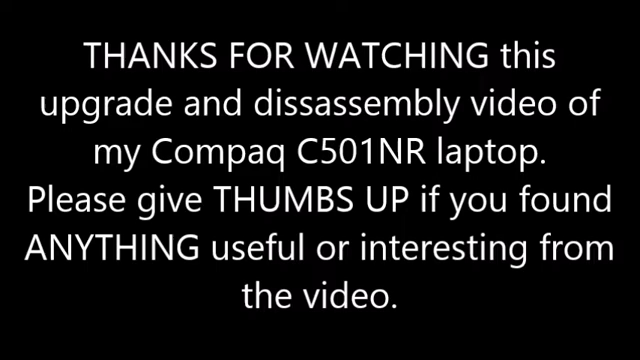 THANKS FOR WATCHING this
upgrade and dissassembly video of
my Compaq C501NR laptop.
Please give THUMBS UP if you found
ANYTHING useful or interesting from
the video.